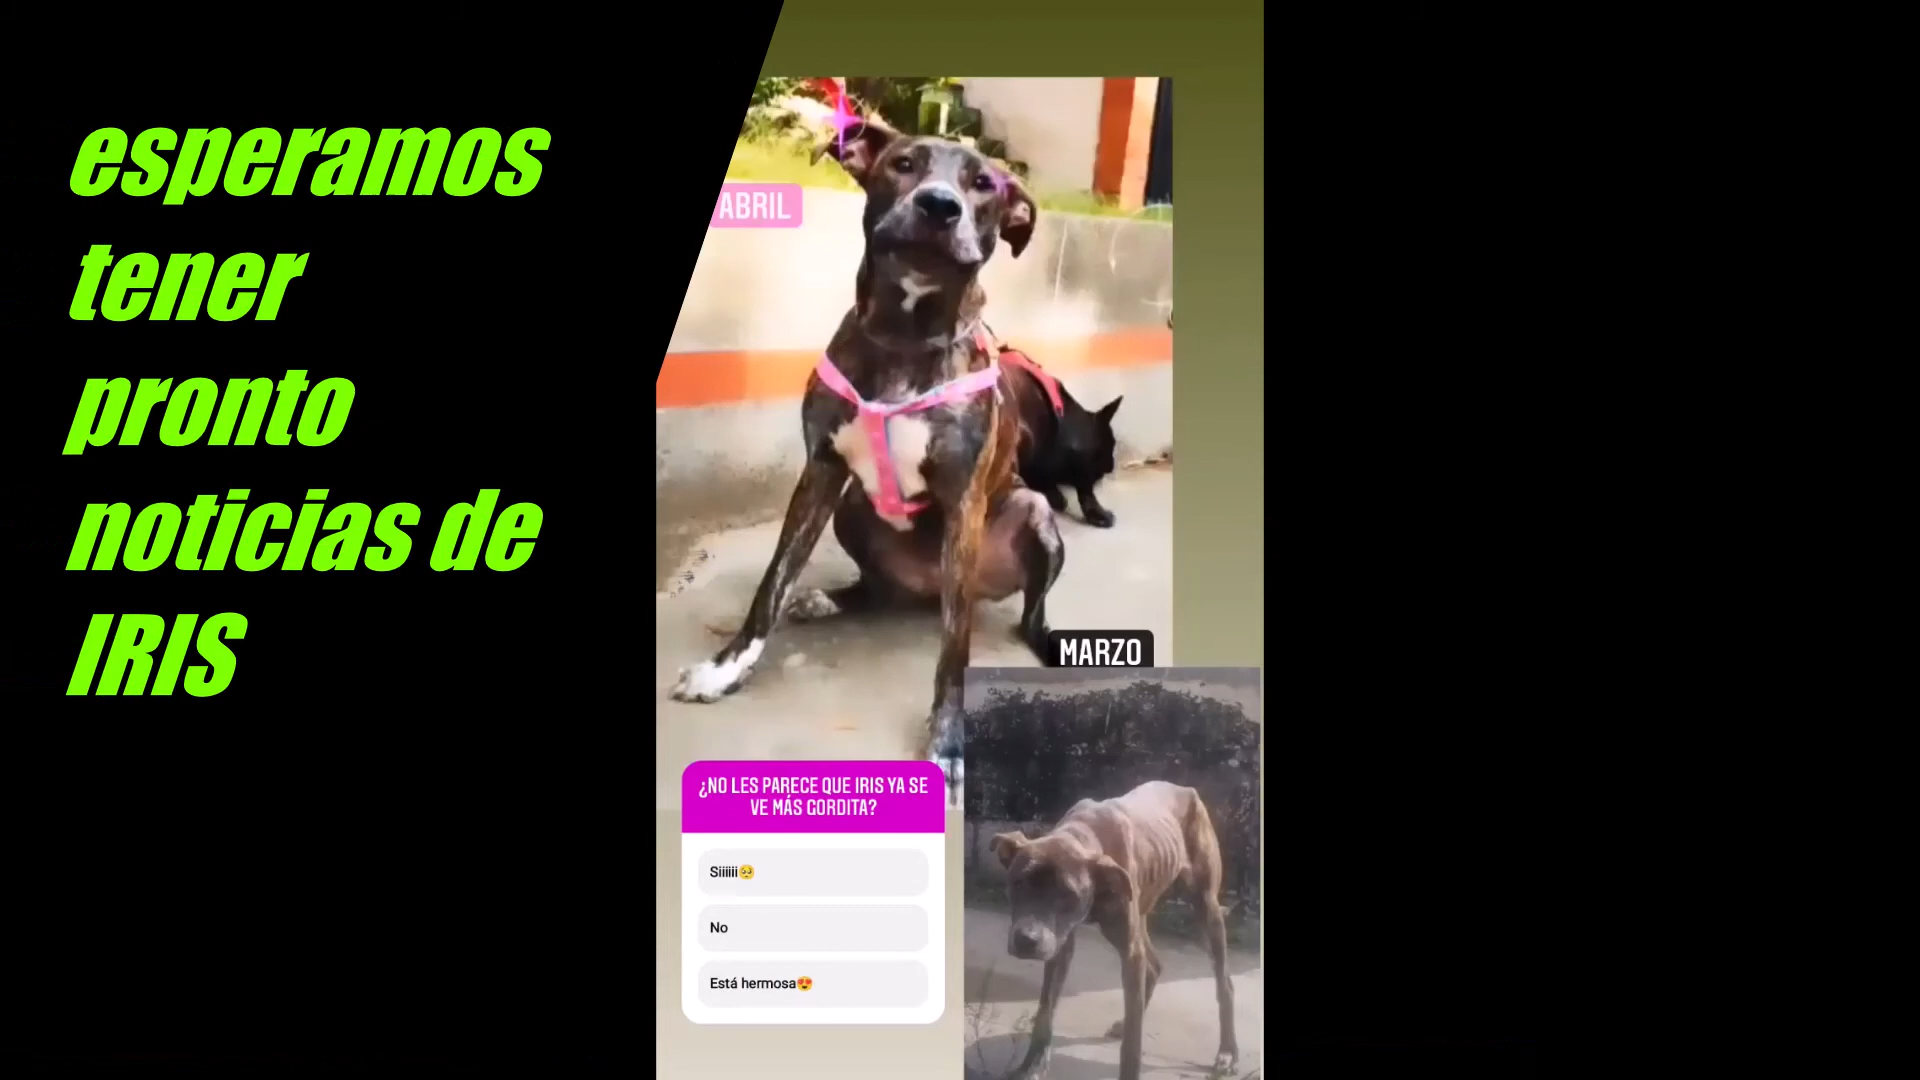 esperamos
tener
pronto
noticias de
IRIS
ABRIL
MARZO
¿NO LES PARECE QUE IRIS YA SE
VE MÁS GORDITA?
Siiiiii🥺
No
Está hermosa😍